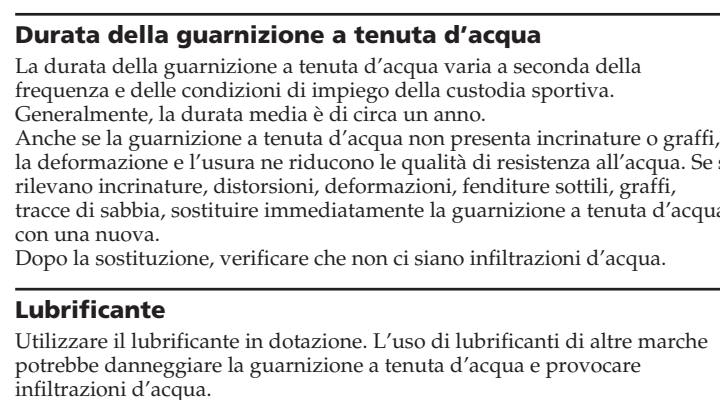 Durata della guarnizione a tenuta d'acqua
La durata della guarnizione a tenuta d'acqua varia a seconda della
frequenza e delle condizioni di impiego della custodia sportiva.
Generalmente, la durata media è di circa un anno.
Anche se la guarnizione a tenuta d'acqua non presenta incrinature o graffi,
la deformazione e l'usura ne riducono le qualità di resistenza all'acqua. Se
rilevano incrinature, distorsioni, deformazioni, fenditure sottili, graffi,
tracce di sabbia, sostituire immediatamente la guarnizione a tenuta d'acqua
con una nuova.
Dopo la sostituzione, verificare che non ci siano infiltrazioni d'acqua.
Lubrificante
Utilizzare il lubrificante in dotazione. L'uso di lubrificanti di altre marche
potrebbe danneggiare la guarnizione a tenuta d'acqua e provocare
infiltrazioni d'acqua.